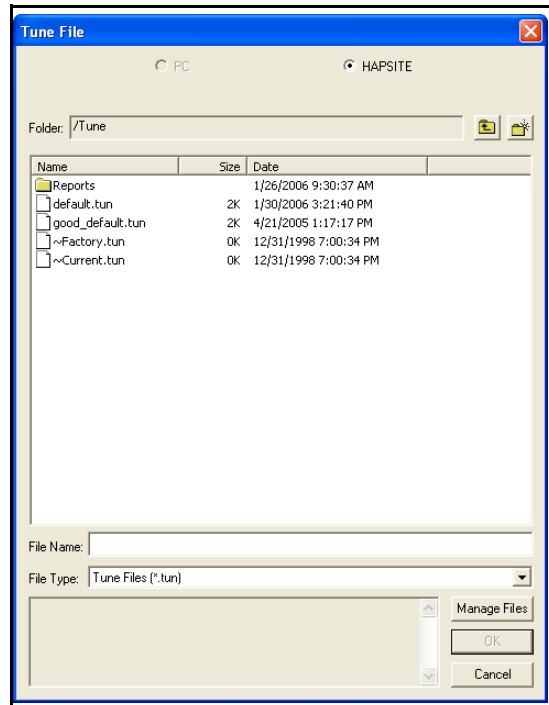 Tune File
PC HAPSITE
Folder: /Tune
Name Size Date
Reports 1/26/2006 9:30:37 AM
default.tun 2K 1/30/2006 3:21:40 PM
good_default.tun 2K 4/21/2005 1:17:17 PM
~Factory.tun 0K 12/31/1998 7:00:34 PM
~Current.tun 0K 12/31/1998 7:00:34 PM
File Name:
File Type: Tune Files (*.tun)
Manage Files
OK
Cancel